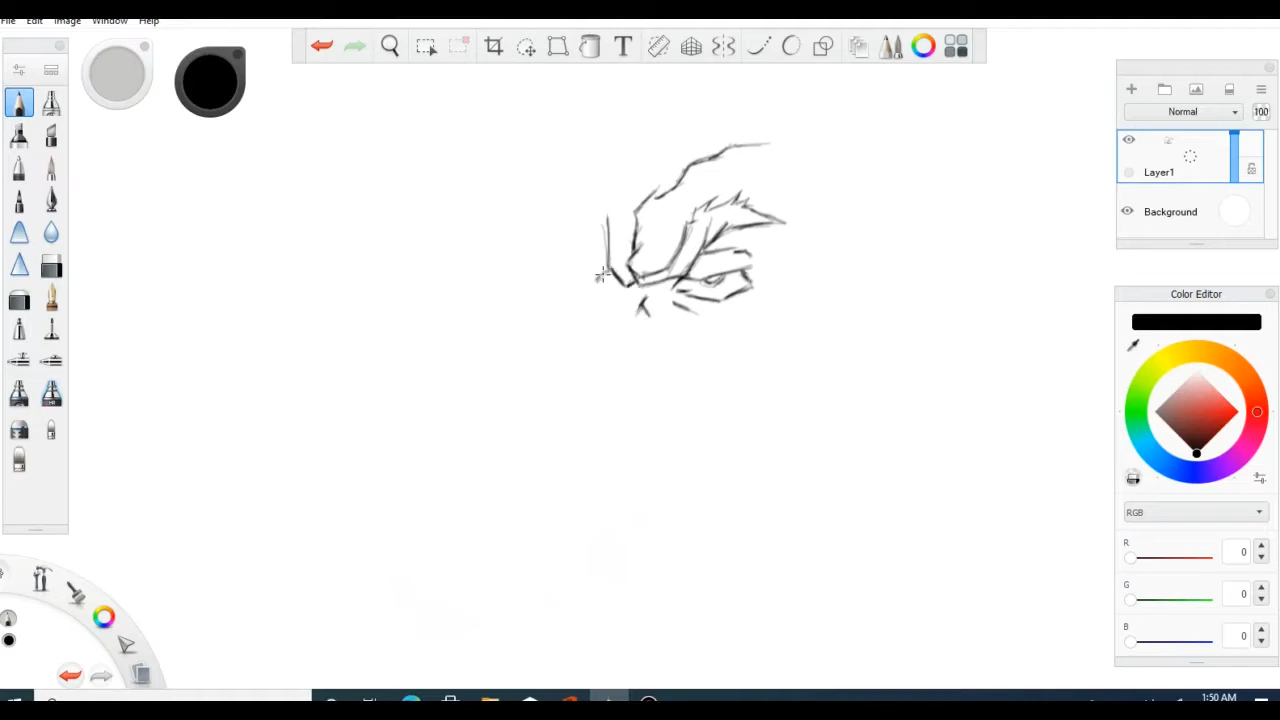 File Edit Image Window Help
T
Normal 100
Layer1
Background
Color Editor
RGB
R 0
G 0
B 0
1:50 AM